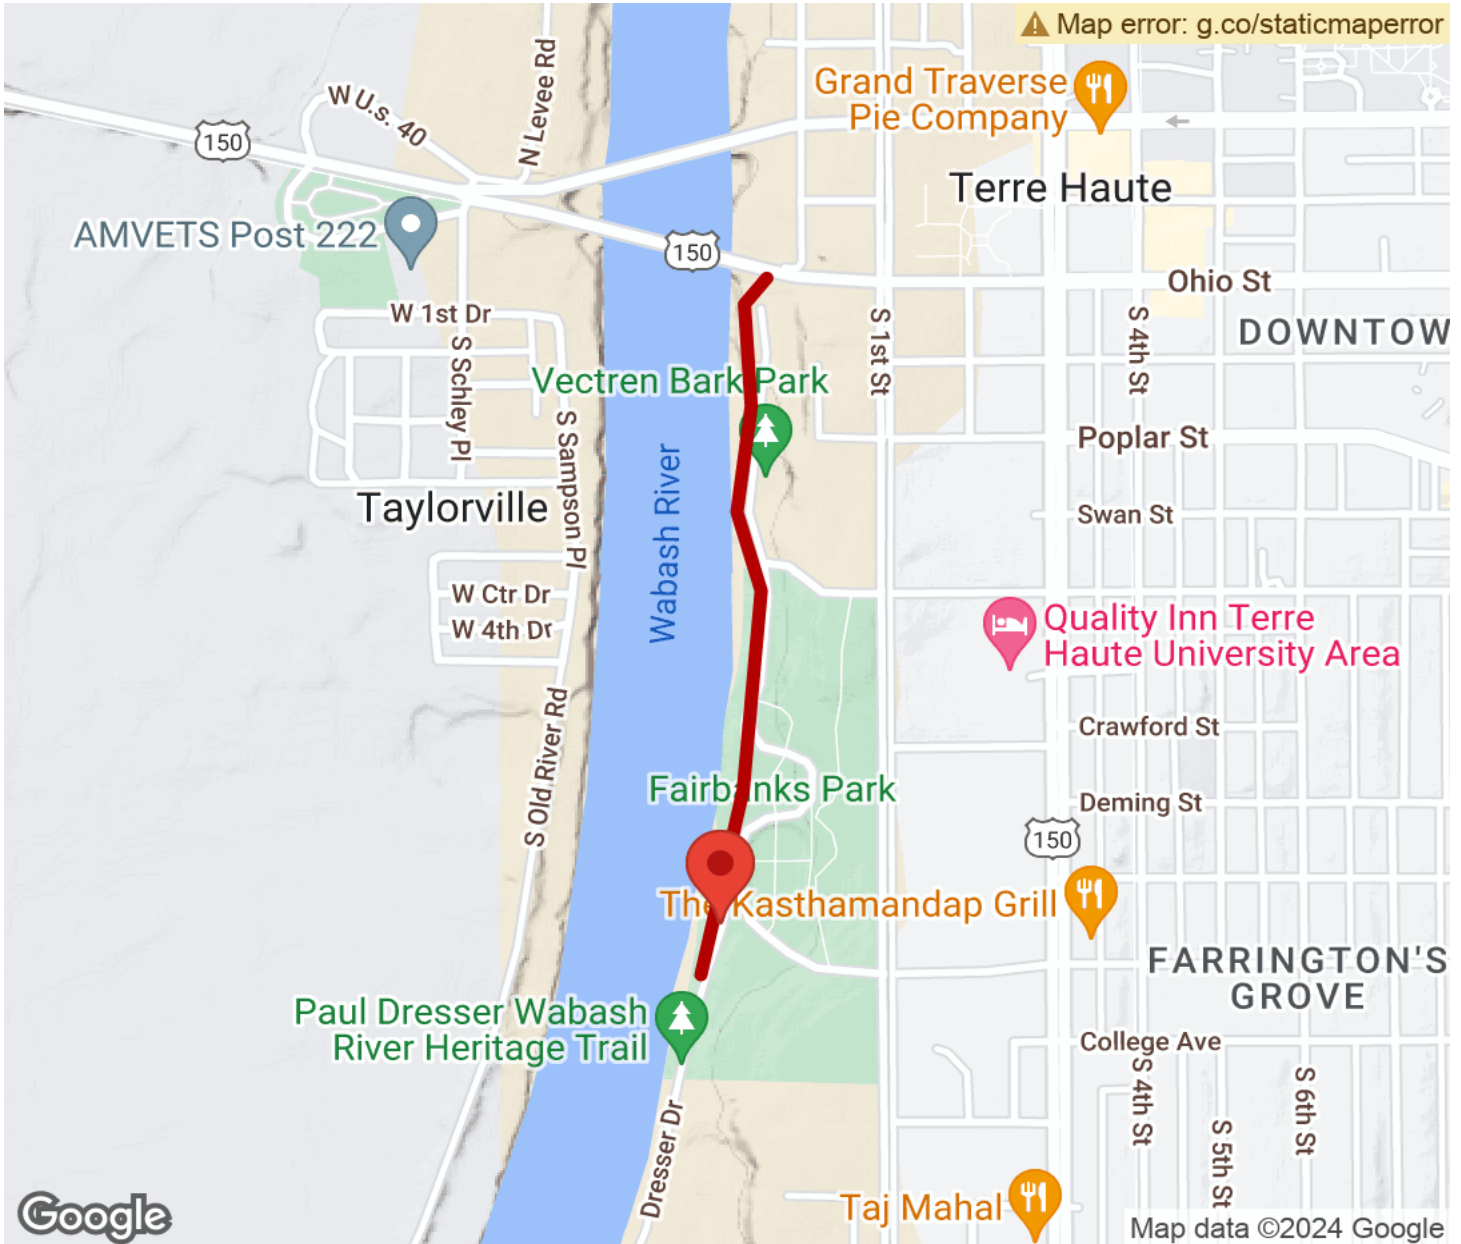 Map error: g.co/staticmaperror
Grand Traverse
Pie Company
W U.s. 40
N Levee Rd
150
Terre Haute
AMVETS Post 222
150
Ohio St
W 1st Dr
S 1st St
S 4th St
DOWNTOW
S Schley Pl
Vectren Bark Park
S Sampson Pl
Poplar St
Wabash River
Taylorville
Swan St
W Ctr Dr
W 4th Dr
Quality Inn Terre
Haute University Area
S Old River Rd
Crawford St
Fairbanks Park
Deming St
150
The Kasthamandap Grill
FARRINGTON'S
GROVE
Paul Dresser Wabash
River Heritage Trail
College Ave
S 4th St
S 6th St
S 5th St
Dresser Dr
Taj Mahal
Google
Map data ©2024 Google